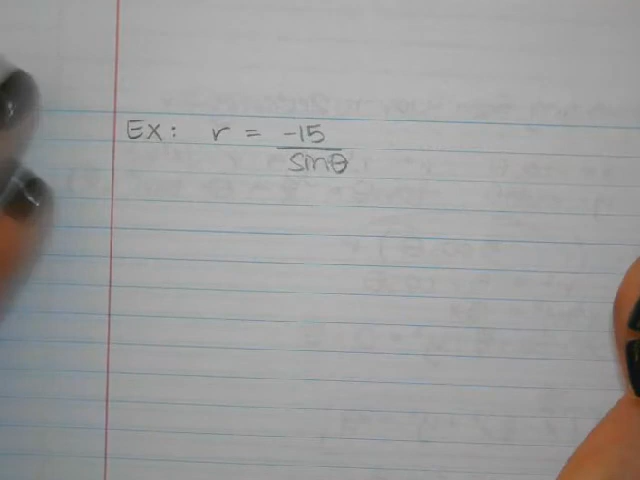 Ex: r = -15
sinθ